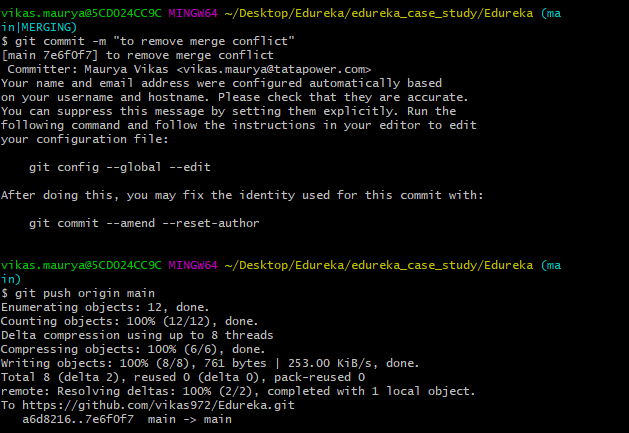 vikas.maurya@5CD024CC9C MINGW64 ~/Desktop/Edureka/edureka_case_study/Edureka (ma
in|MERGING)
$ git commit -m "to remove merge conflict"
[main 7e6f0f7] to remove merge conflict
 Committer: Maurya Vikas <vikas.maurya@tatapower.com>
Your name and email address were configured automatically based
on your username and hostname. Please check that they are accurate.
You can suppress this message by setting them explicitly. Run the
following command and follow the instructions in your editor to edit
your configuration file:

    git config --global --edit

After doing this, you may fix the identity used for this commit with:

    git commit --amend --reset-author


vikas.maurya@5CD024CC9C MINGW64 ~/Desktop/Edureka/edureka_case_study/Edureka (ma
in)
$ git push origin main
Enumerating objects: 12, done.
Counting objects: 100% (12/12), done.
Delta compression using up to 8 threads
Compressing objects: 100% (6/6), done.
Writing objects: 100% (8/8), 761 bytes | 253.00 KiB/s, done.
Total 8 (delta 2), reused 0 (delta 0), pack-reused 0
remote: Resolving deltas: 100% (2/2), completed with 1 local object.
To https://github.com/vikas972/Edureka.git
   a6d8216..7e6f0f7  main -> main